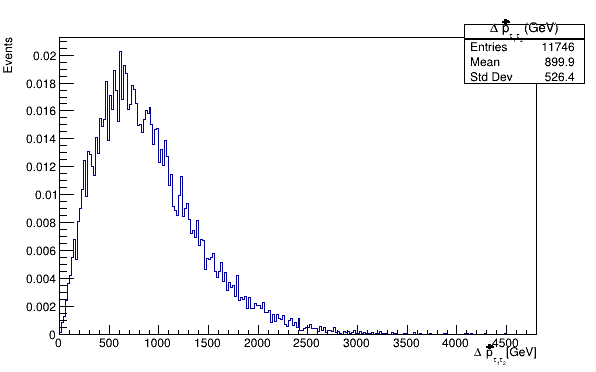 Δ p⃗ τ₁τ₂ (GeV)
Entries 11746
Mean 899.9
Std Dev 526.4
Events
0.02
0.018
0.016
0.014
0.012
0.01
0.008
0.006
0.004
0.002
0
0 500 1000 1500 2000 2500 3000 3500 4000 4500
Δ p⃗ τ₁τ₂ [GeV]